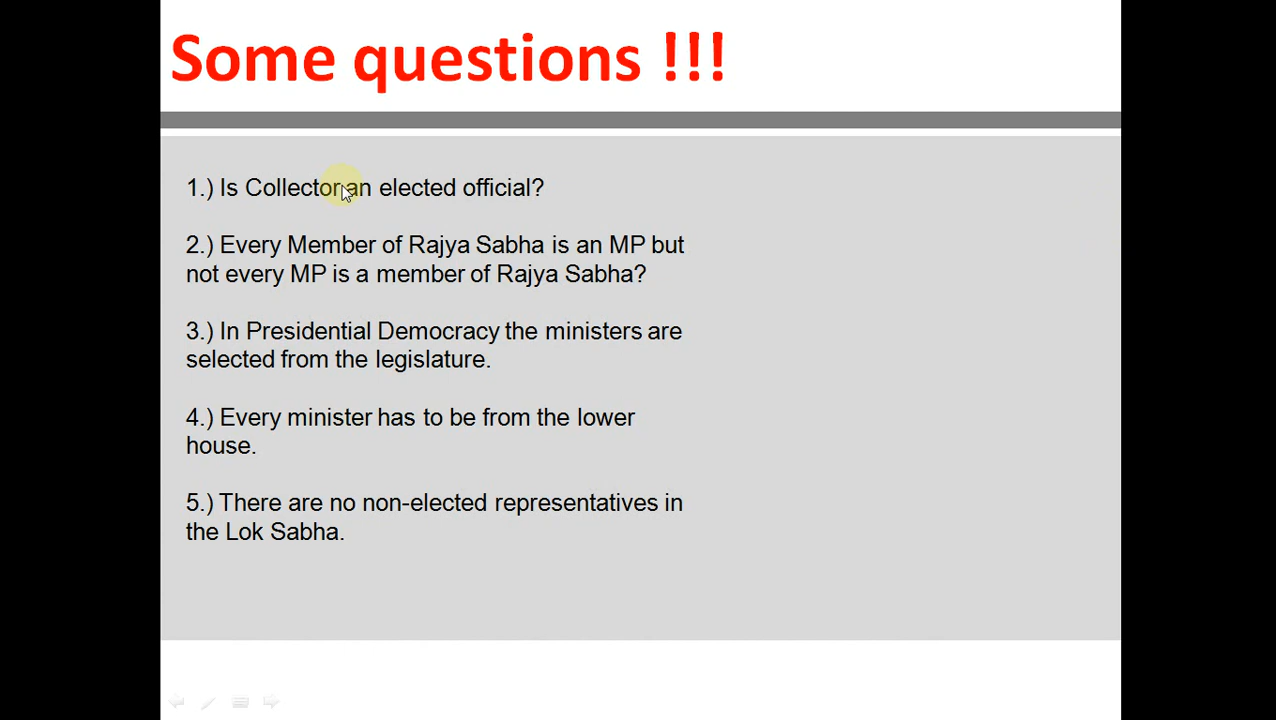 Some questions !!!
1.) Is Collector an elected official?
2.) Every Member of Rajya Sabha is an MP but
not every MP is a member of Rajya Sabha?
3.) In Presidential Democracy the ministers are
selected from the legislature.
4.) Every minister has to be from the lower
house.
5.) There are no non-elected representatives in
the Lok Sabha.